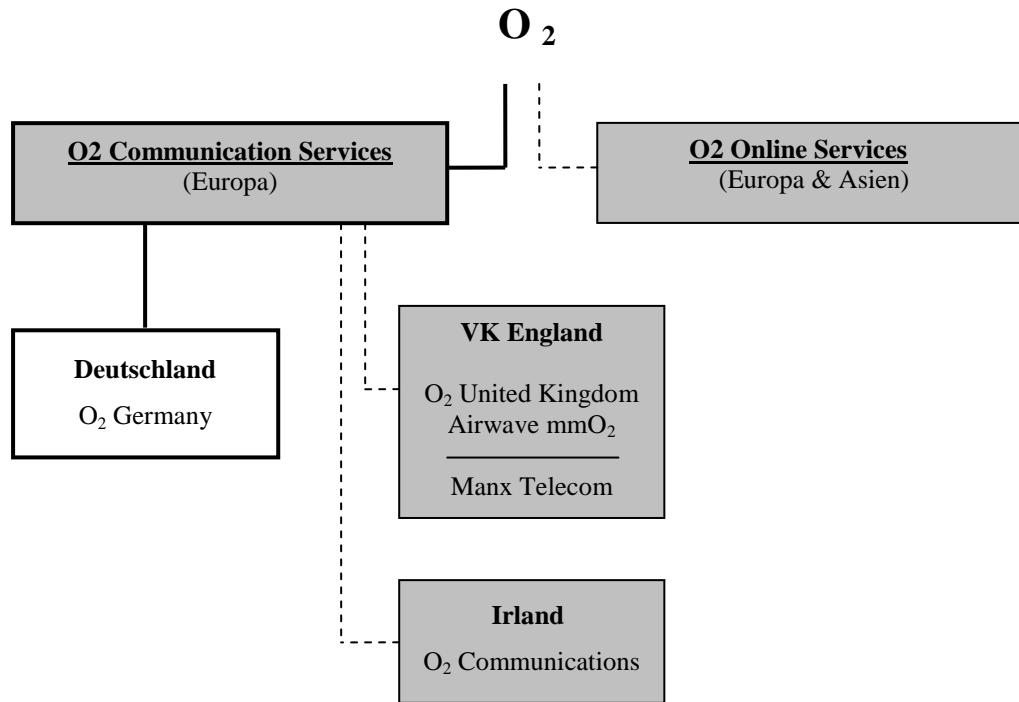 O 2
O2 Communication Services
(Europa)
O2 Online Services
(Europa & Asien)
Deutschland
O2 Germany
VK England
O2 United Kingdom
Airwave mmO2
Manx Telecom
Irland
O2 Communications